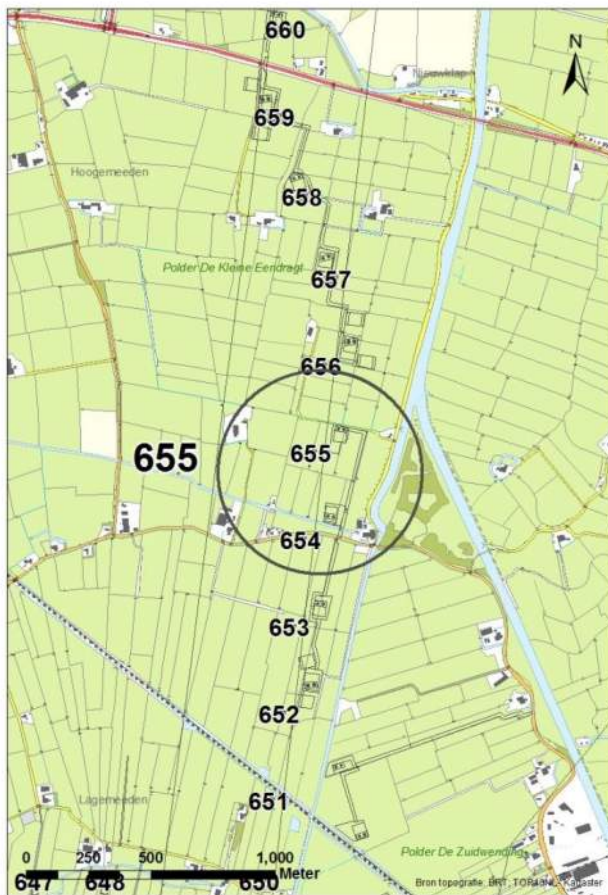 660
N
Nieuwklap
659
Hoogemeeden
658
Polder De Kleine Eendragt
657
656
655
655
654
653
652
651
Lagemeeden
0 250 500 1,000
Meter
Polder De Zuidwending
647 648 650
Bron topografie: BRT, TOP10NL, Kadaster